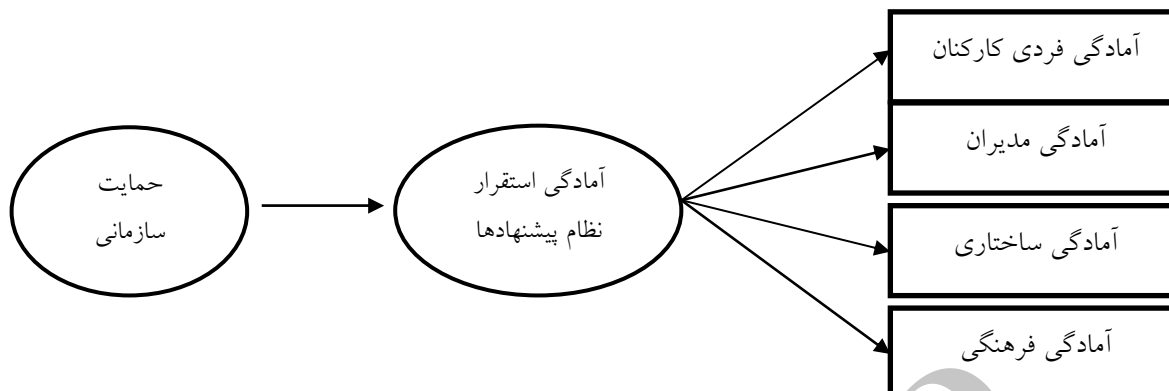 آمادگی فردی کارکنان
آمادگی مدیران
آمادگی ساختاری
آمادگی فرهنگی
آمادگی استقرار
نظام پیشنهادها
حمایت
سازمانی